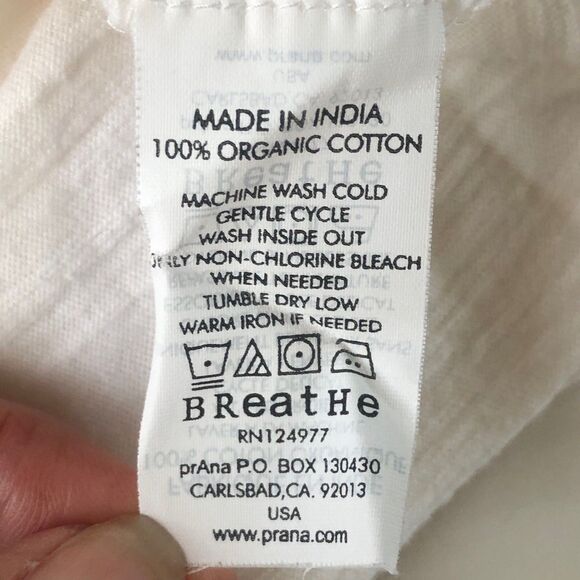 MADE IN INDIA
100% ORGANIC COTTON
MACHINE WASH COLD
GENTLE CYCLE
WASH INSIDE OUT
ONLY NON-CHLORINE BLEACH
WHEN NEEDED
TUMBLE DRY LOW
WARM IRON IF NEEDED
BReatHe
RN124977
prAna P.O. BOX 130430
CARLSBAD,CA. 92013
USA
www.prana.com